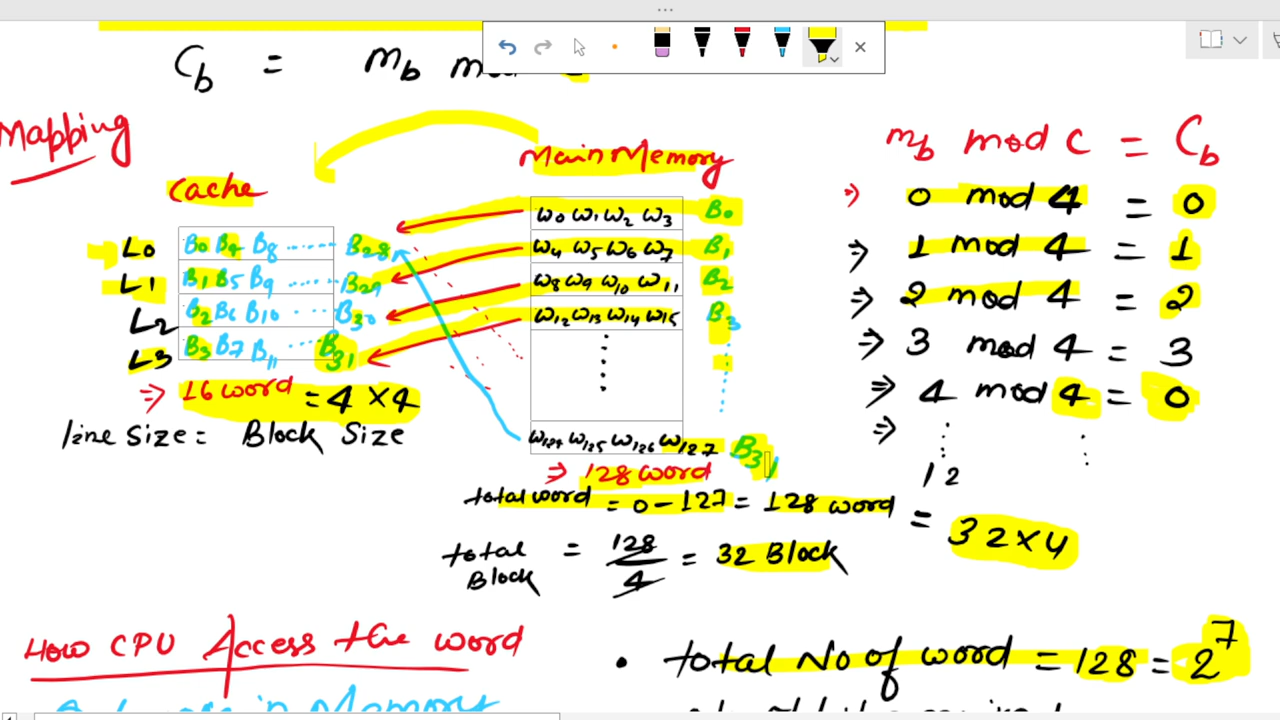 Cb = mb mod
Mapping
Cache
L0 B0 B4 B8 ...... B28
L1 B1 B5 B9 ...... B29
L2 B2 B6 B10 .... B30
L3 B3 B7 B11 ... B31
⇒ 16 word = 4 × 4
line size = Block Size
Main Memory
W0 W1 W2 W3 B0
W4 W5 W6 W7 B1
W8 W9 W10 W11 B2
W12 W13 W14 W15 B3
W124 W125 W126 W127 B31
⇒ 128 word
total word = 0 - 127 = 128 word
total Block = 128/4 = 32 Block
mb mod C = Cb
⇒ 0 mod 4 = 0
⇒ 1 mod 4 = 1
⇒ 2 mod 4 = 2
⇒ 3 mod 4 = 3
⇒ 4 mod 4 = 0
⇒
12
= 32×4
How CPU Access the word
in Memory
• total No of word = 128 = 2^7